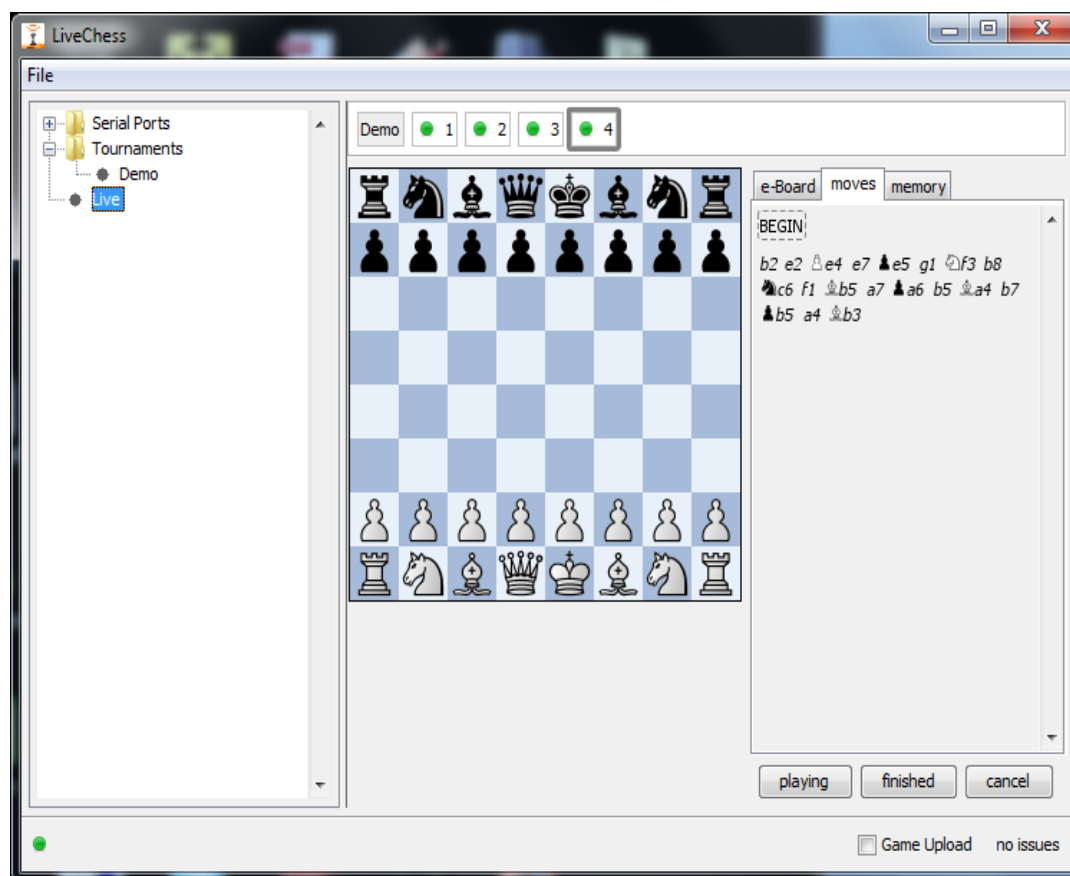 LiveChess
File
Serial Ports
Tournaments
Demo
Live
Demo 1 2 3 4
e-Board moves memory
BEGIN
b2 e2 ♙e4 e7 ♟e5 g1 ♘f3 b8
♞c6 f1 ♗b5 a7 ♟a6 b5 ♗a4 b7
♟b5 a4 ♗b3
playing finished cancel
Game Upload no issues